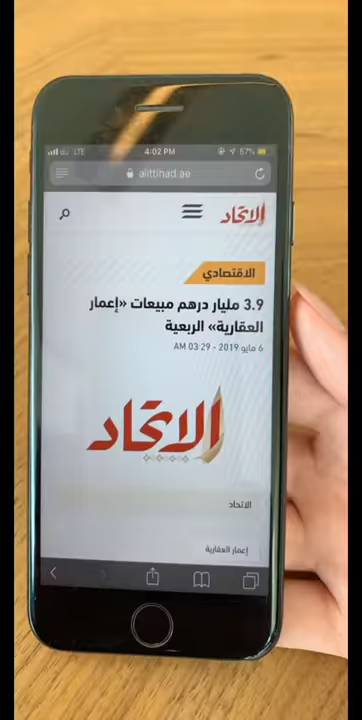 du LTE 4:02 PM 57%
alittihad.ae
الاتحاد
الاقتصادي
3.9 مليار درهم مبيعات «إعمار
العقارية» الربعية
6 مايو 2019 - 03:29 AM
الاتحاد
الاتحاد
إعمار العقارية